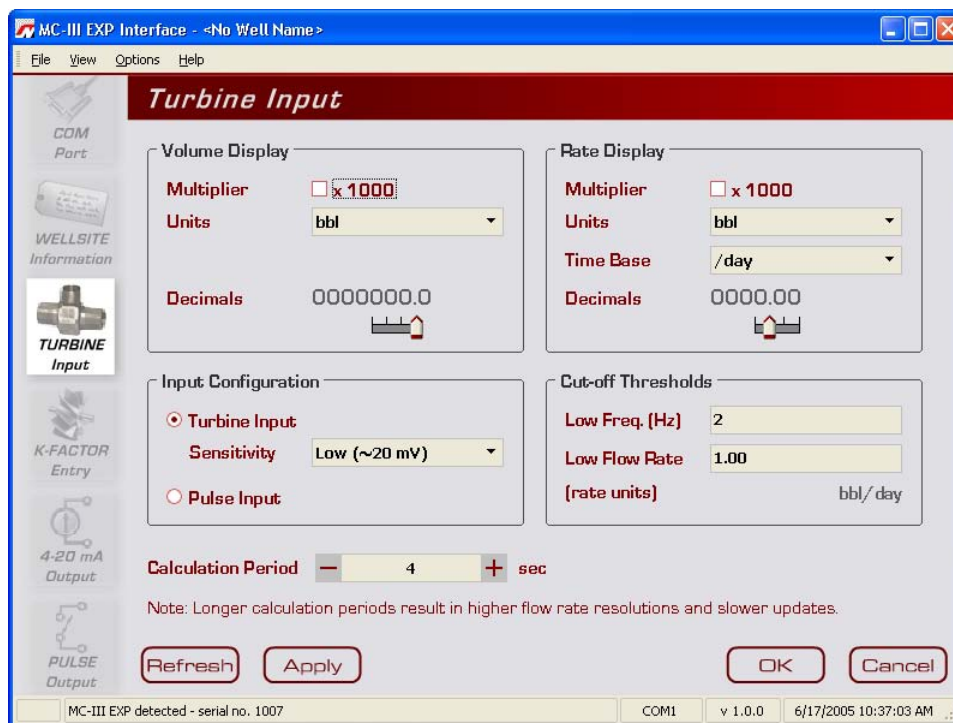 MC-III EXP Interface - <No Well Name>
File View Options Help
Turbine Input
COM
Port
WELLSITE
Information
TURBINE
Input
K-FACTOR
Entry
4-20 mA
Output
PULSE
Output
Volume Display
Multiplier x 1000
Units bbl
Decimals 0000000.0
Rate Display
Multiplier x 1000
Units bbl
Time Base /day
Decimals 0000.00
Input Configuration
Turbine Input
Sensitivity Low (~20 mV)
Pulse Input
Cut-off Thresholds
Low Freq. (Hz) 2
Low Flow Rate 1.00
(rate units) bbl/day
Calculation Period − 4 + sec
Note: Longer calculation periods result in higher flow rate resolutions and slower updates.
Refresh Apply OK Cancel
MC-III EXP detected - serial no. 1007 COM1 v 1.0.0 6/17/2005 10:37:03 AM